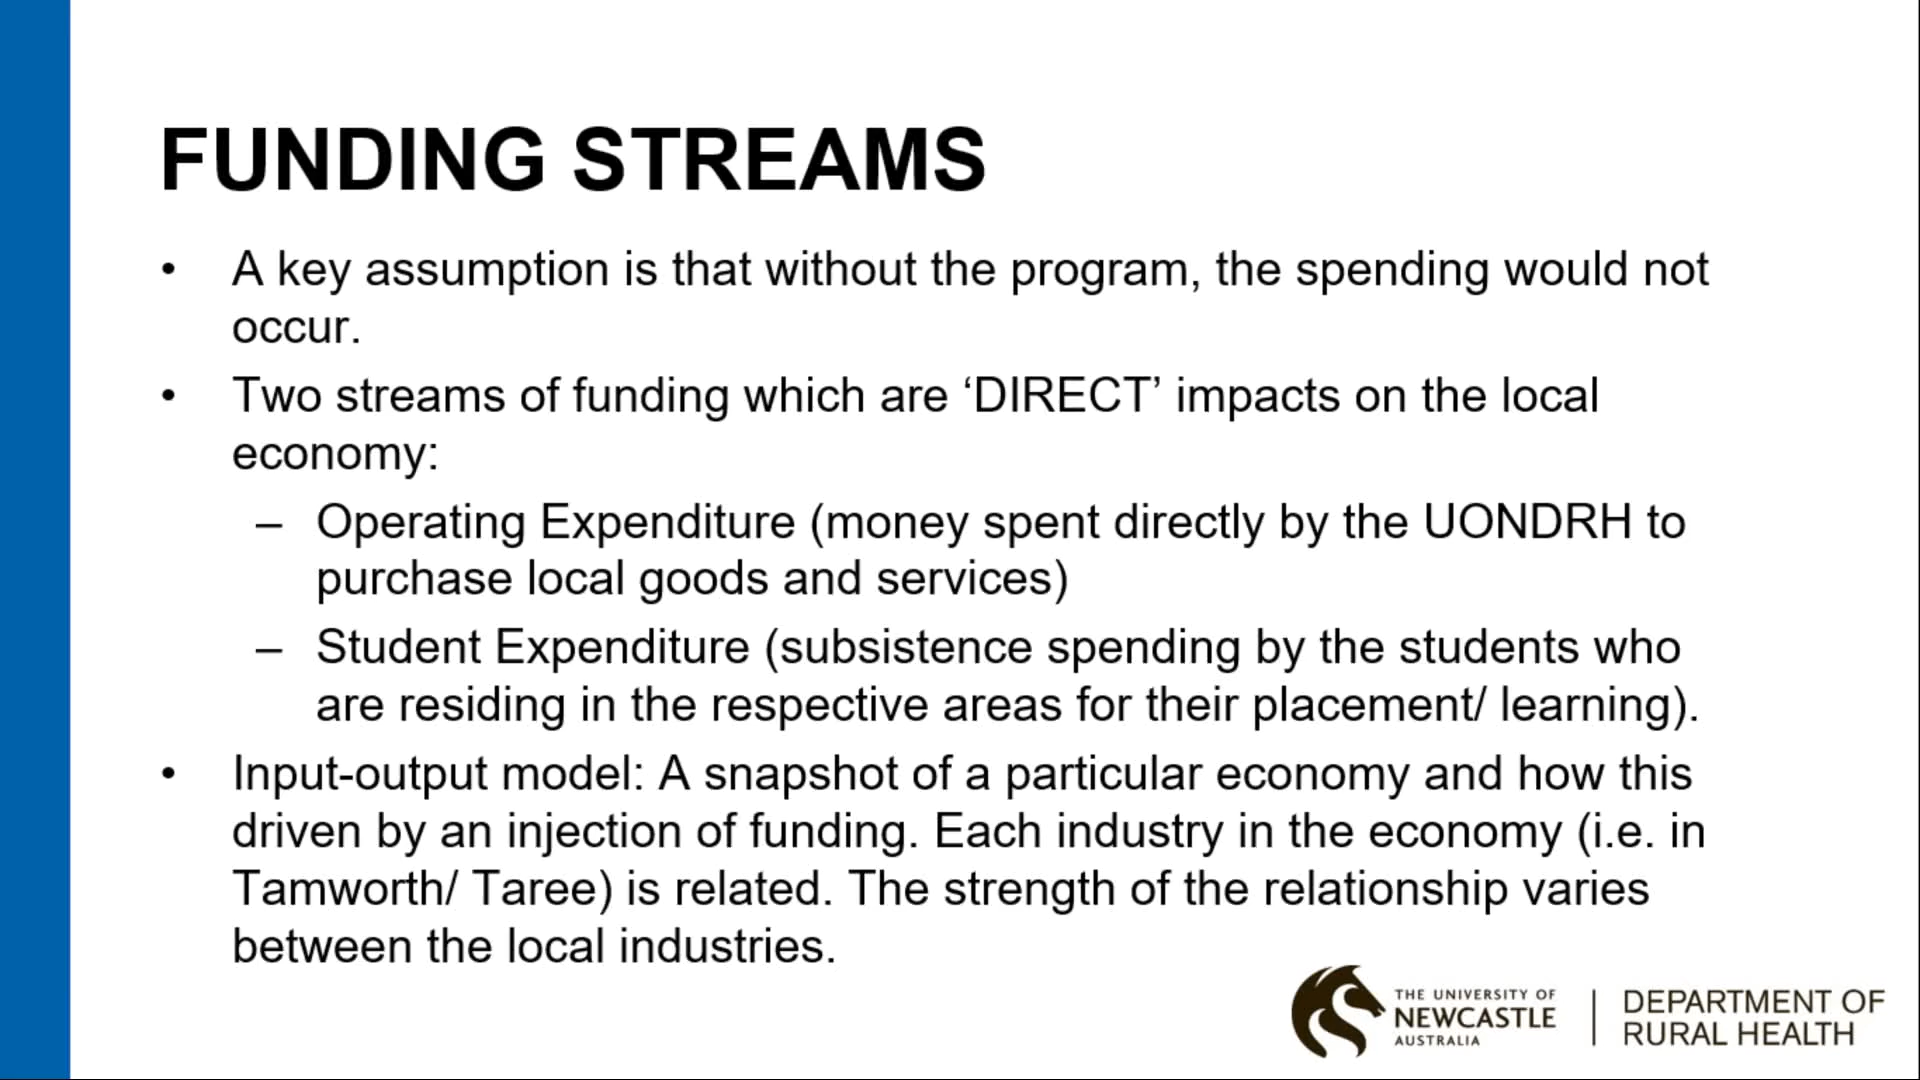 FUNDING STREAMS
• A key assumption is that without the program, the spending would not
occur.
• Two streams of funding which are ‘DIRECT’ impacts on the local
economy:
– Operating Expenditure (money spent directly by the UONDRH to
purchase local goods and services)
– Student Expenditure (subsistence spending by the students who
are residing in the respective areas for their placement/ learning).
• Input-output model: A snapshot of a particular economy and how this
driven by an injection of funding. Each industry in the economy (i.e. in
Tamworth/ Taree) is related. The strength of the relationship varies
between the local industries.
THE UNIVERSITY OF
NEWCASTLE
AUSTRALIA
DEPARTMENT OF
RURAL HEALTH